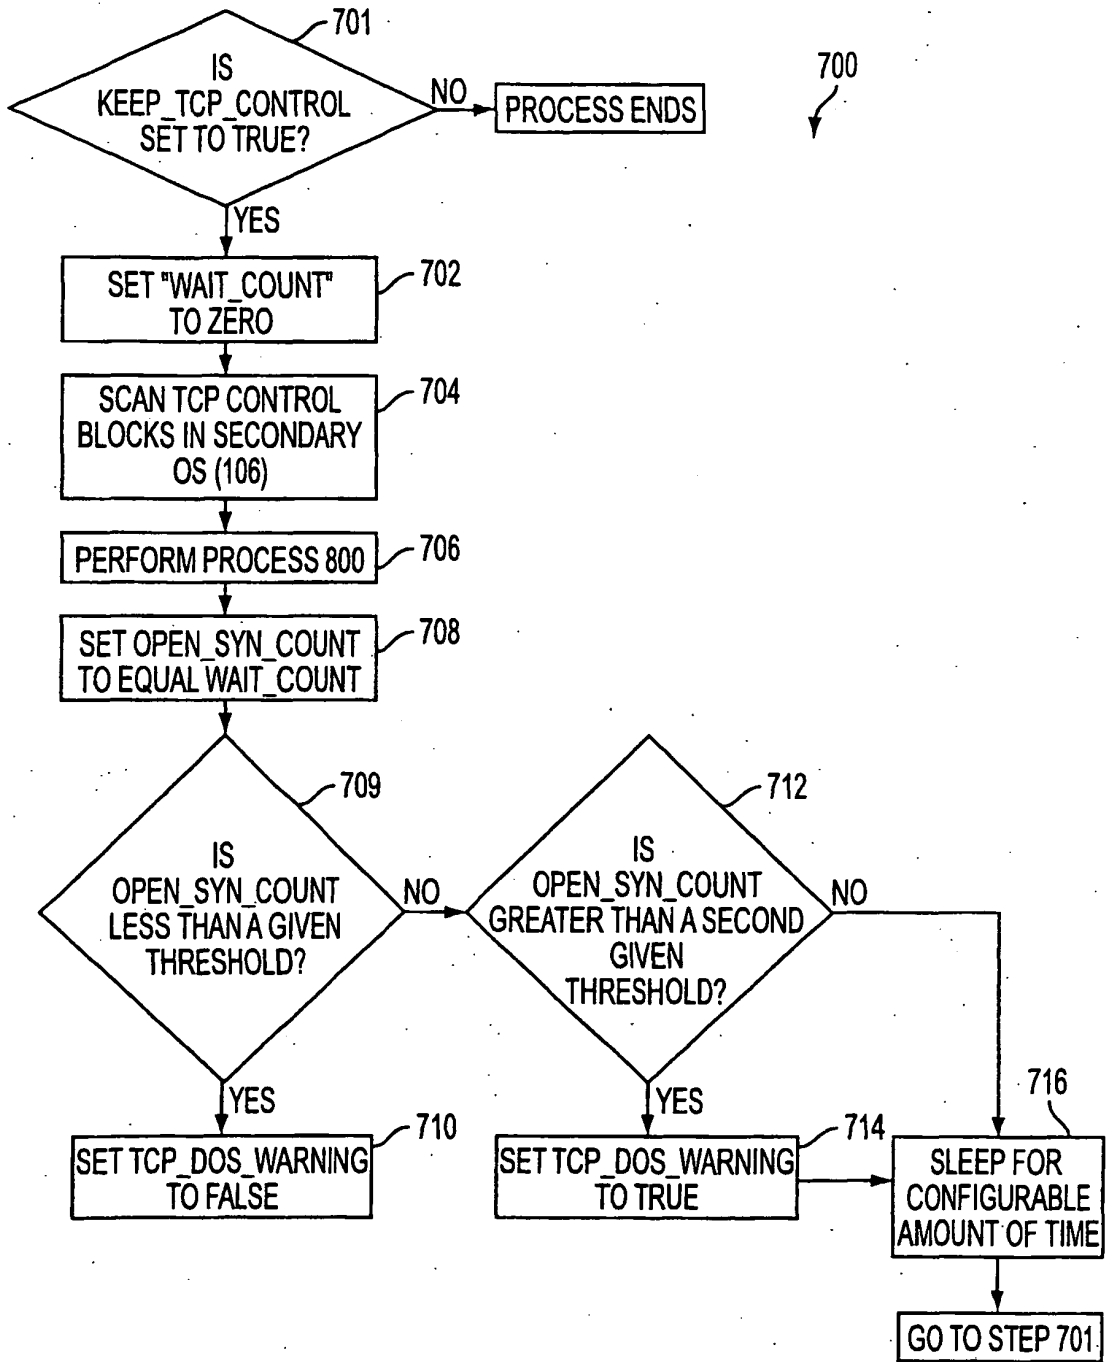 701
IS
KEEP_TCP_CONTROL
SET TO TRUE?
NO
PROCESS ENDS
700
YES
SET "WAIT_COUNT"
TO ZERO
702
SCAN TCP CONTROL
BLOCKS IN SECONDARY
OS (106)
704
PERFORM PROCESS 800
706
SET OPEN_SYN_COUNT
TO EQUAL WAIT_COUNT
708
709
IS
OPEN_SYN_COUNT
LESS THAN A GIVEN
THRESHOLD?
NO
712
IS
OPEN_SYN_COUNT
GREATER THAN A SECOND
GIVEN
THRESHOLD?
NO
YES
710
SET TCP_DOS_WARNING
TO FALSE
YES
714
SET TCP_DOS_WARNING
TO TRUE
716
SLEEP FOR
CONFIGURABLE
AMOUNT OF TIME
GO TO STEP 701